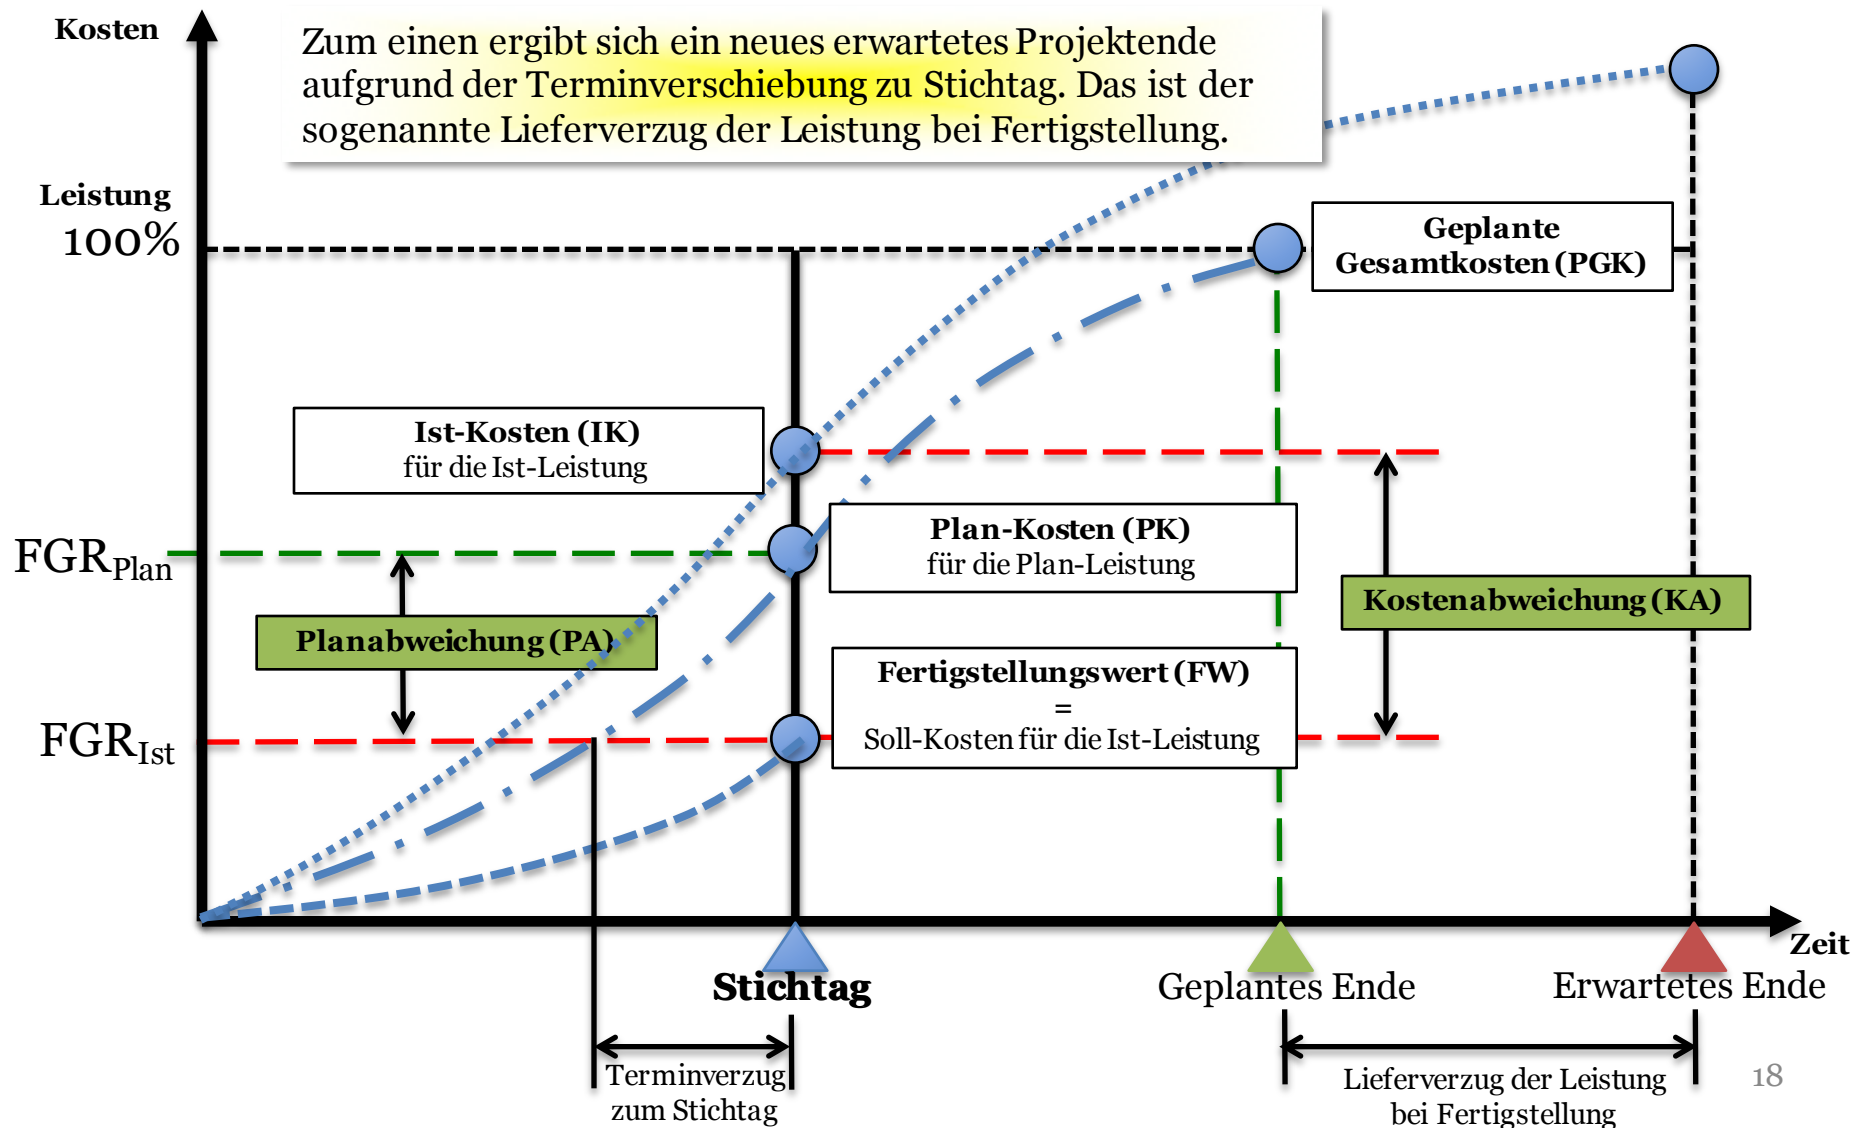 Kosten
Zum einen ergibt sich ein neues erwartetes Projektende
aufgrund der Terminverschiebung zu Stichtag. Das ist der
sogenannte Lieferverzug der Leistung bei Fertigstellung.
Leistung
100%
Geplante
Gesamtkosten (PGK)
Ist-Kosten (IK)
für die Ist-Leistung
Plan-Kosten (PK)
für die Plan-Leistung
FGRPlan
Kostenabweichung (KA)
Planabweichung (PA)
Fertigstellungswert (FW)
=
Soll-Kosten für die Ist-Leistung
FGRIst
Zeit
Stichtag
Geplantes Ende
Erwartetes Ende
Terminverzug
zum Stichtag
Lieferverzug der Leistung
bei Fertigstellung
18